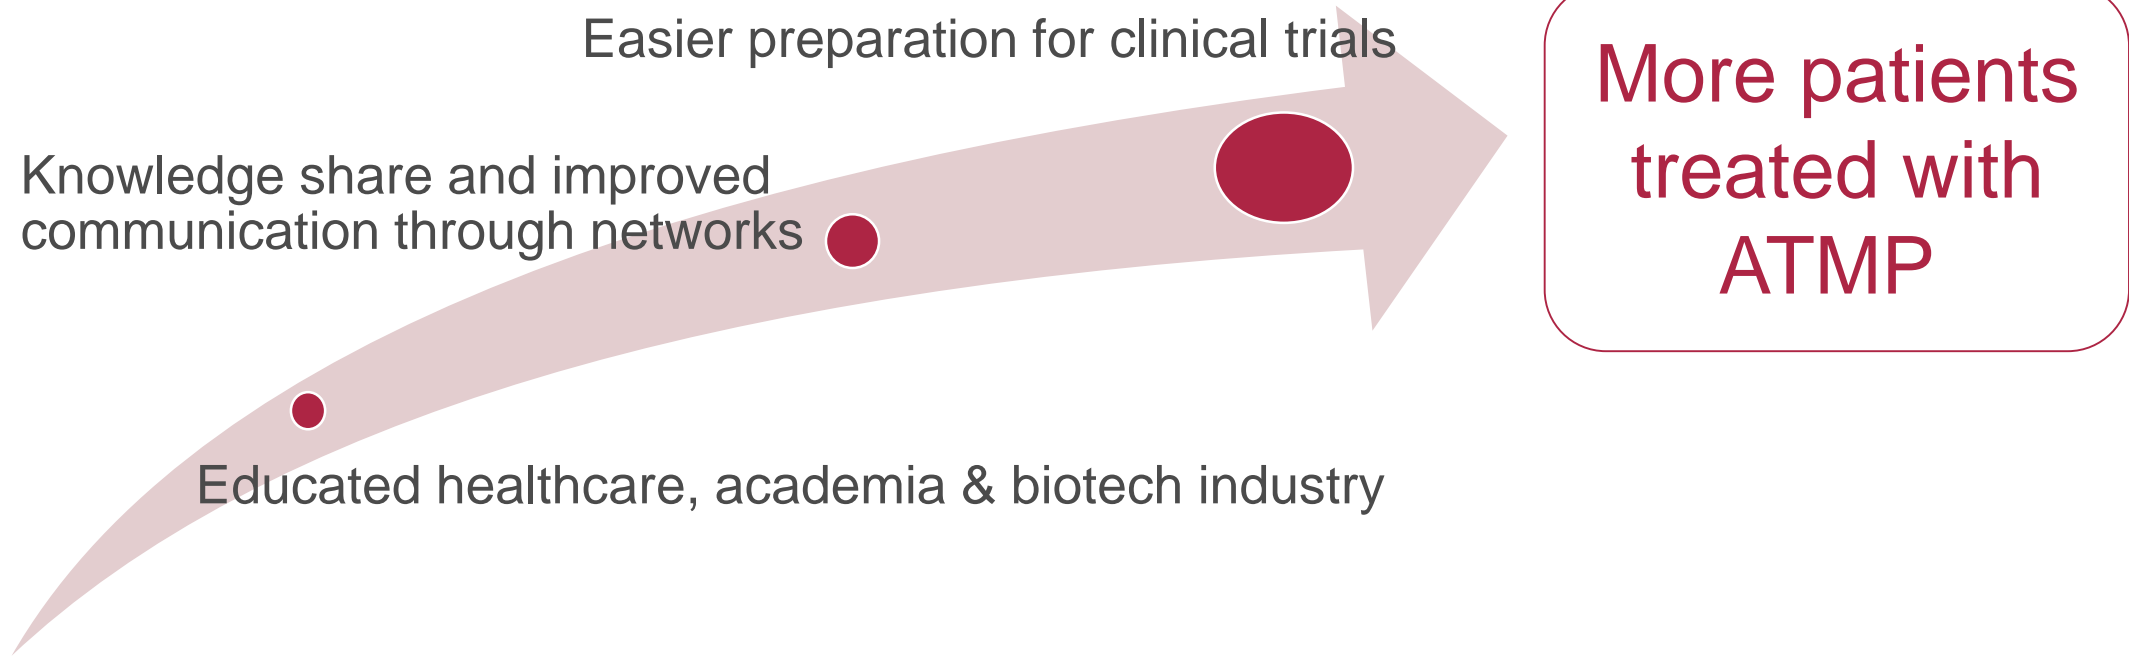 Easier preparation for clinical trials
More patients
treated with
ATMP
Knowledge share and improved
communication through networks
Educated healthcare, academia & biotech industry